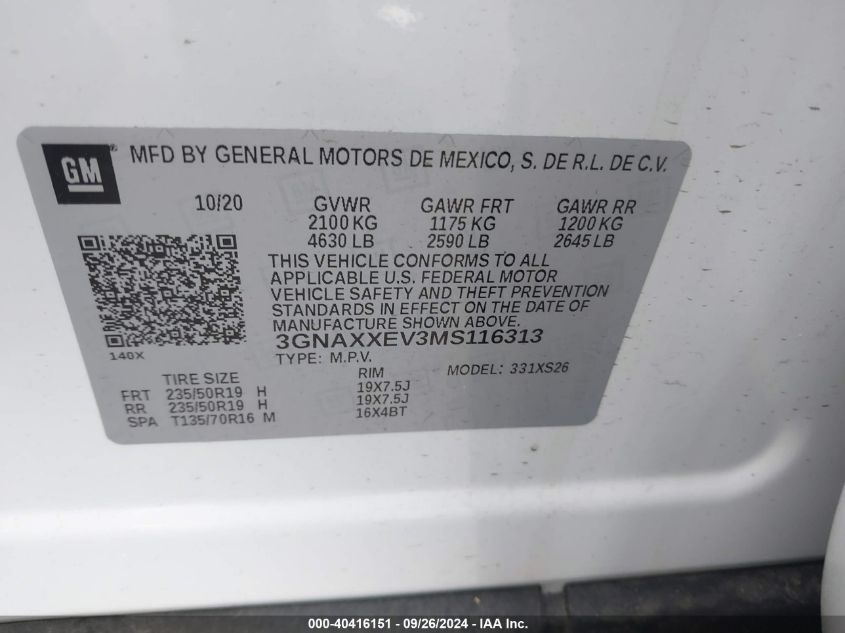 GM ® MFD BY GENERAL MOTORS DE MEXICO, S. DE R.L. DE C.V.
10/20 GVWR GAWR FRT GAWR RR
2100 KG 1175 KG 1200 KG
4630 LB 2590 LB 2645 LB
THIS VEHICLE CONFORMS TO ALL
APPLICABLE U.S. FEDERAL MOTOR
VEHICLE SAFETY AND THEFT PREVENTION
STANDARDS IN EFFECT ON THE DATE OF
MANUFACTURE SHOWN ABOVE.
3GNAXXEV3MS116313
140X
TYPE: M.P.V. MODEL: 331XS26
TIRE SIZE RIM
FRT 235/50R19 H 19X7.5J
RR 235/50R19 H 19X7.5J
SPA T135/70R16 M 16X4BT
000-40416151 - 09/26/2024 - IAA Inc.